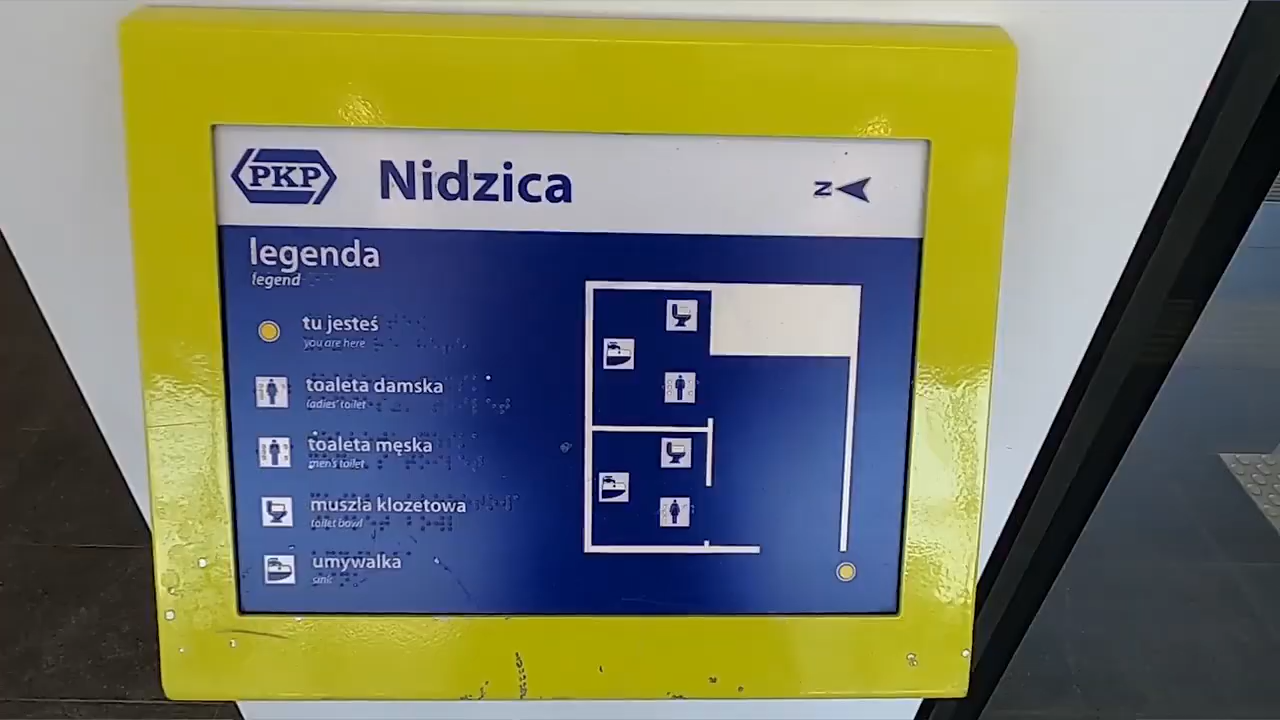 PKP
Nidzica
N
legenda
legend
tu jesteś
you are here
toaleta damska
ladies' toilet
toaleta męska
men's toilet
muszla klozetowa
toilet bowl
umywalka
sink